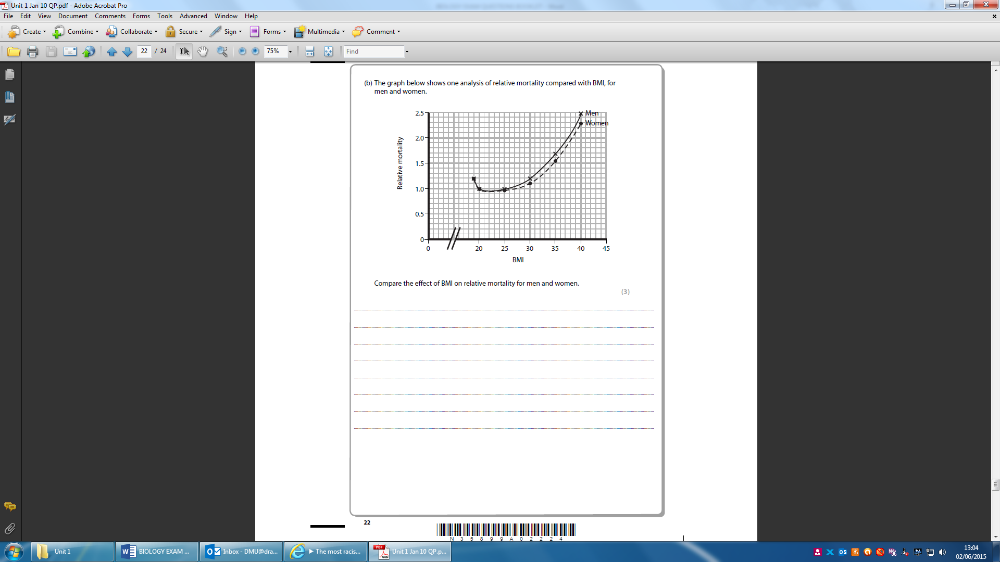 Unit 1 Jan 10 QP.pdf - Adobe Acrobat Pro
File Edit View Document Comments Forms Tools Advanced Window Help
Create Combine Collaborate Secure Sign Forms Multimedia Comment
22 / 24 75% Find
(b) The graph below shows one analysis of relative mortality compared with BMI, for
men and women.
2.5 Men
Women
2.0
Relative mortality
1.5
1.0
0.5
0
0 20 25 30 35 40 45
BMI
Compare the effect of BMI on relative mortality for men and women.
(3)
22
N 3 5 8 9 9 A 0 2 2 2 4
Unit 1 BIOLOGY EXAM ... Inbox - DMU@dra... The most racis... Unit 1 Jan 10 QP.p...
13:04
02/06/2015